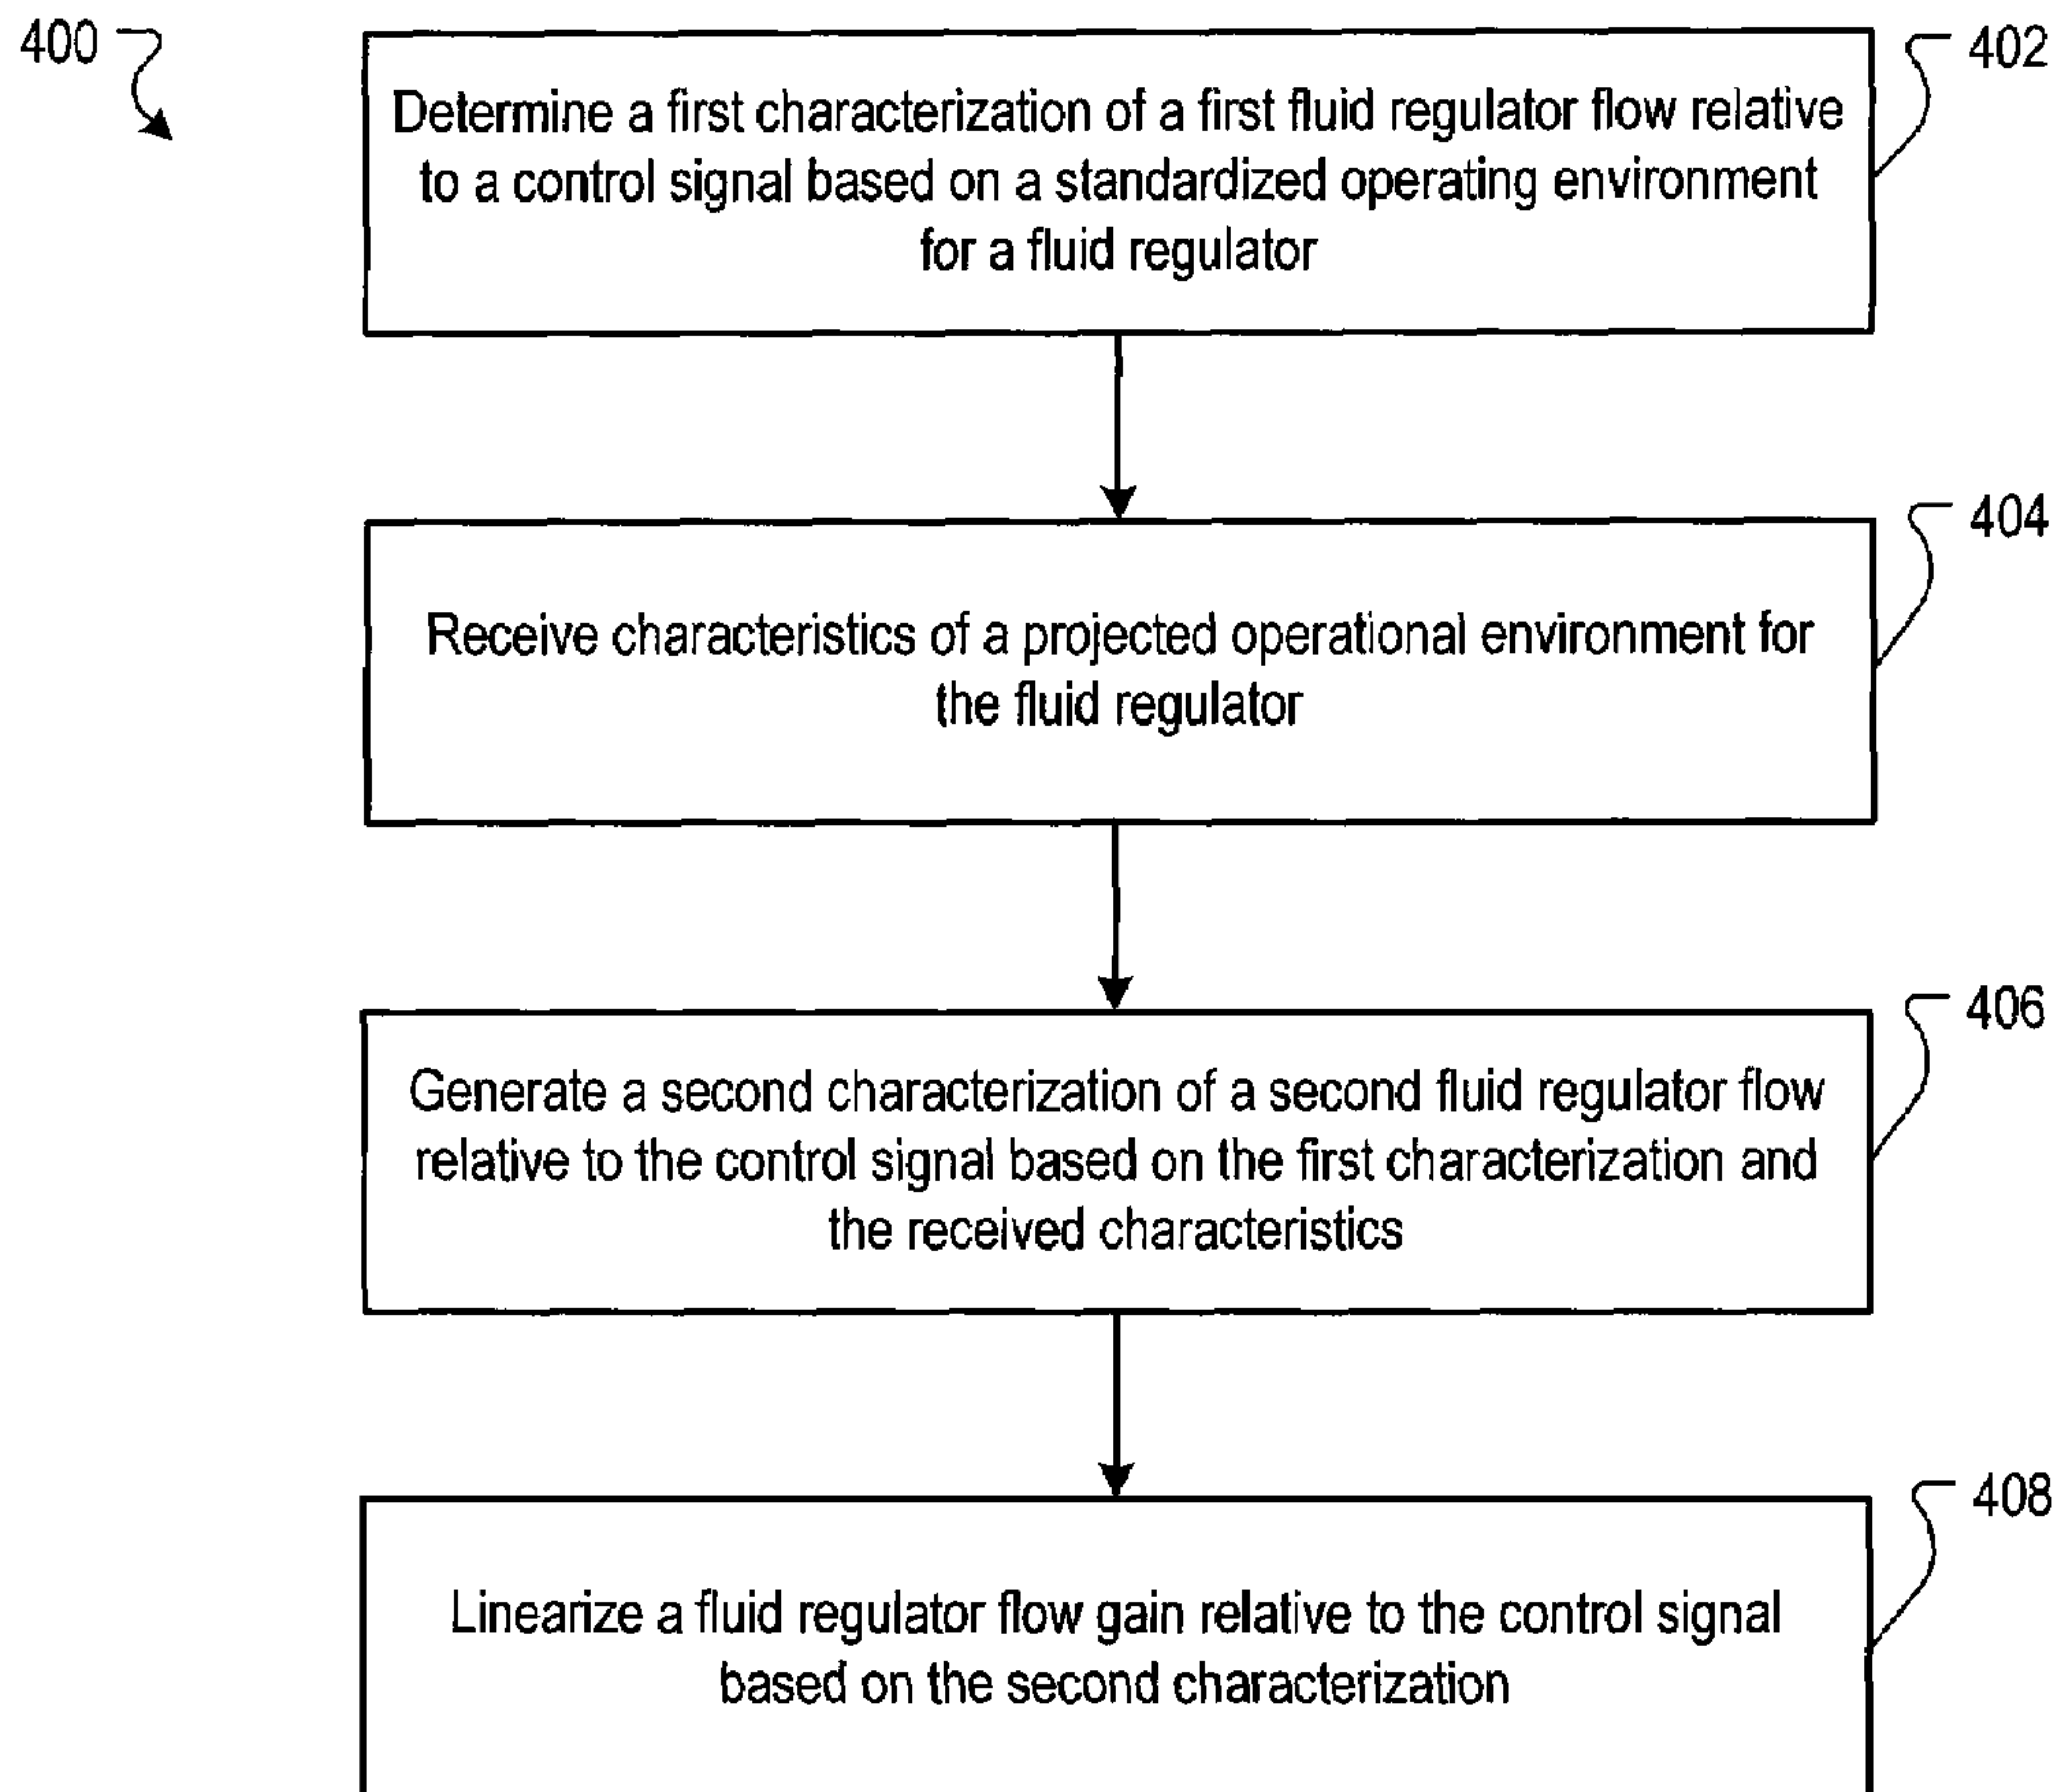 400
402
Determine a first characterization of a first fluid regulator flow relative
to a control signal based on a standardized operating environment
for a fluid regulator
404
Receive characteristics of a projected operational environment for
the fluid regulator
406
Generate a second characterization of a second fluid regulator flow
relative to the control signal based on the first characterization and
the received characteristics
408
Linearize a fluid regulator flow gain relative to the control signal
based on the second characterization